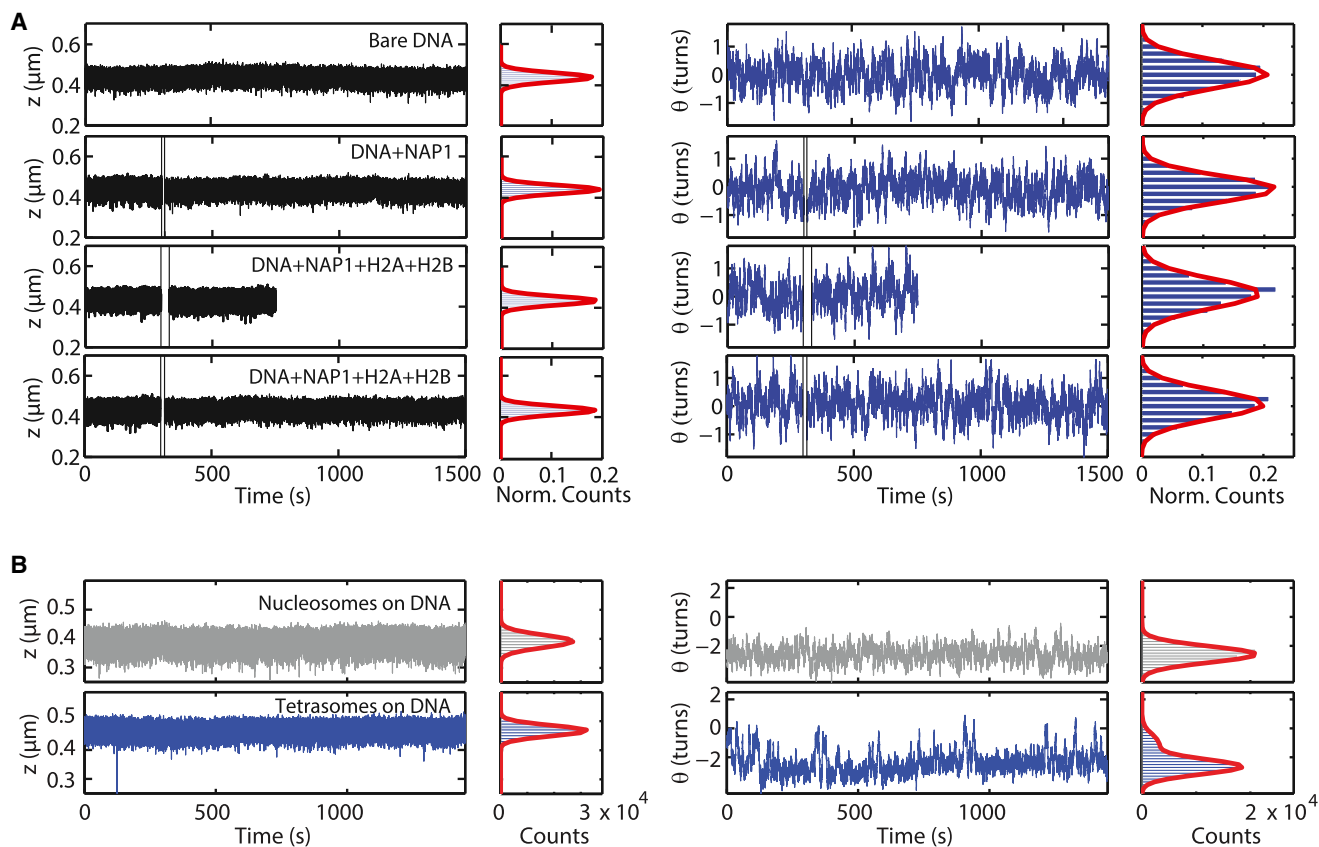 A
z (μm)
0.6
0.4
0.2
Bare DNA
θ (turns)
1
0
−1
z (μm)
0.6
0.4
0.2
DNA+NAP1
θ (turns)
1
0
−1
z (μm)
0.6
0.4
0.2
DNA+NAP1+H2A+H2B
θ (turns)
1
0
−1
z (μm)
0.6
0.4
0.2
DNA+NAP1+H2A+H2B
θ (turns)
1
0
−1
0 500 1000 1500
Time (s)
0 0.1 0.2
Norm. Counts
0 500 1000 1500
Time (s)
0 0.1 0.2
Norm. Counts
B
z (μm)
0.5
0.4
0.3
Nucleosomes on DNA
θ (turns)
2
0
−2
z (μm)
0.5
0.4
0.3
Tetrasomes on DNA
θ (turns)
2
0
−2
0 500 1000
Time (s)
0 3 x 10⁴
Counts
0 500 1000
Time (s)
0 2 x 10⁴
Counts